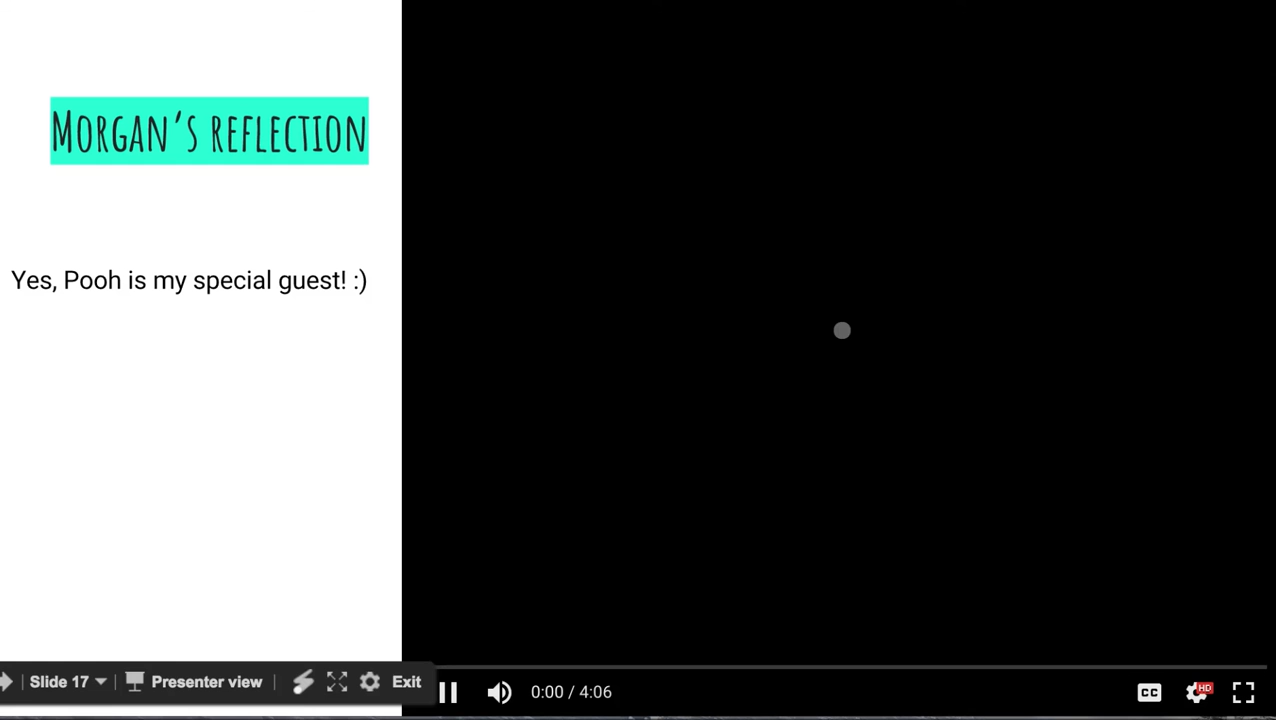 Morgan's reflection
Yes, Pooh is my special guest! :)
Slide 17 Presenter view Exit
0:00 / 4:06 CC HD